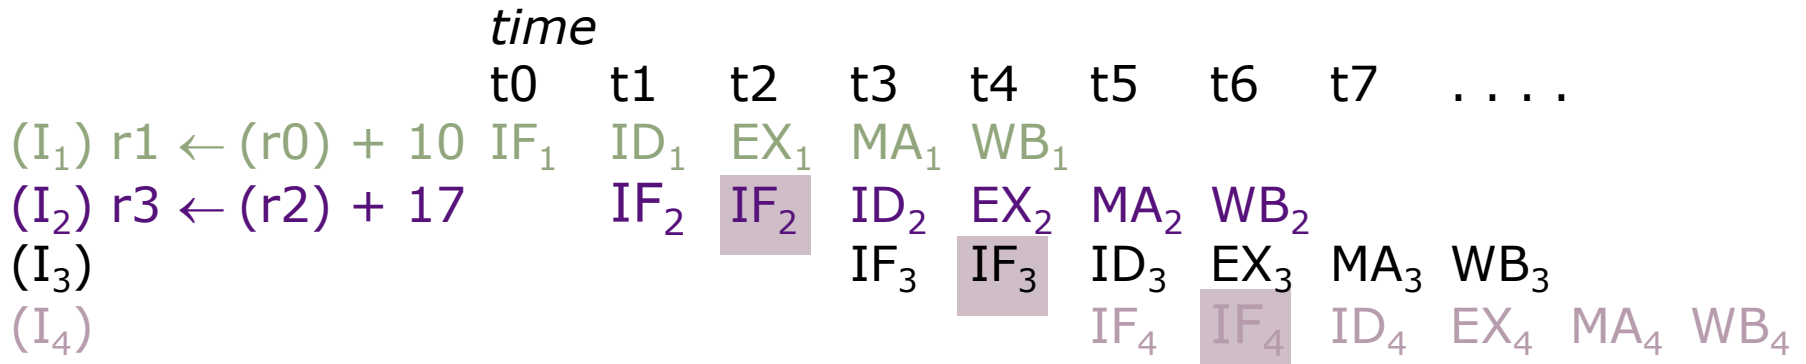 time
t0 t1 t2 t3 t4 t5 t6 t7 . . . .
(I₁) r1 ← (r0) + 10 IF₁ ID₁ EX₁ MA₁ WB₁
(I₂) r3 ← (r2) + 17 IF₂ IF₂ ID₂ EX₂ MA₂ WB₂
(I₃) IF₃ IF₃ ID₃ EX₃ MA₃ WB₃
(I₄) IF₄ IF₄ ID₄ EX₄ MA₄ WB₄